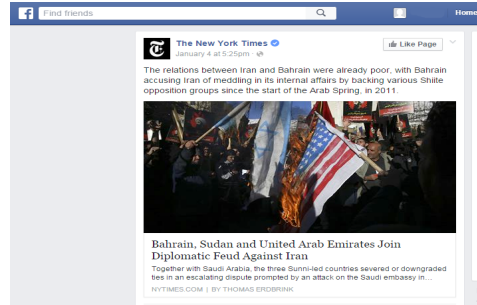 f
Find friends
Home
The New York Times
January 4 at 5:25pm ·
Like Page
The relations between Iran and Bahrain were already poor, with Bahrain
accusing Iran of meddling in its internal affairs by backing various Shiite
opposition groups since the start of the Arab Spring, in 2011.
Bahrain, Sudan and United Arab Emirates Join
Diplomatic Feud Against Iran
Together with Saudi Arabia, the three Sunni-led countries severed or downgraded
ties in an escalating dispute prompted by an attack on the Saudi embassy in...
NYTIMES.COM | BY THOMAS ERDBRINK